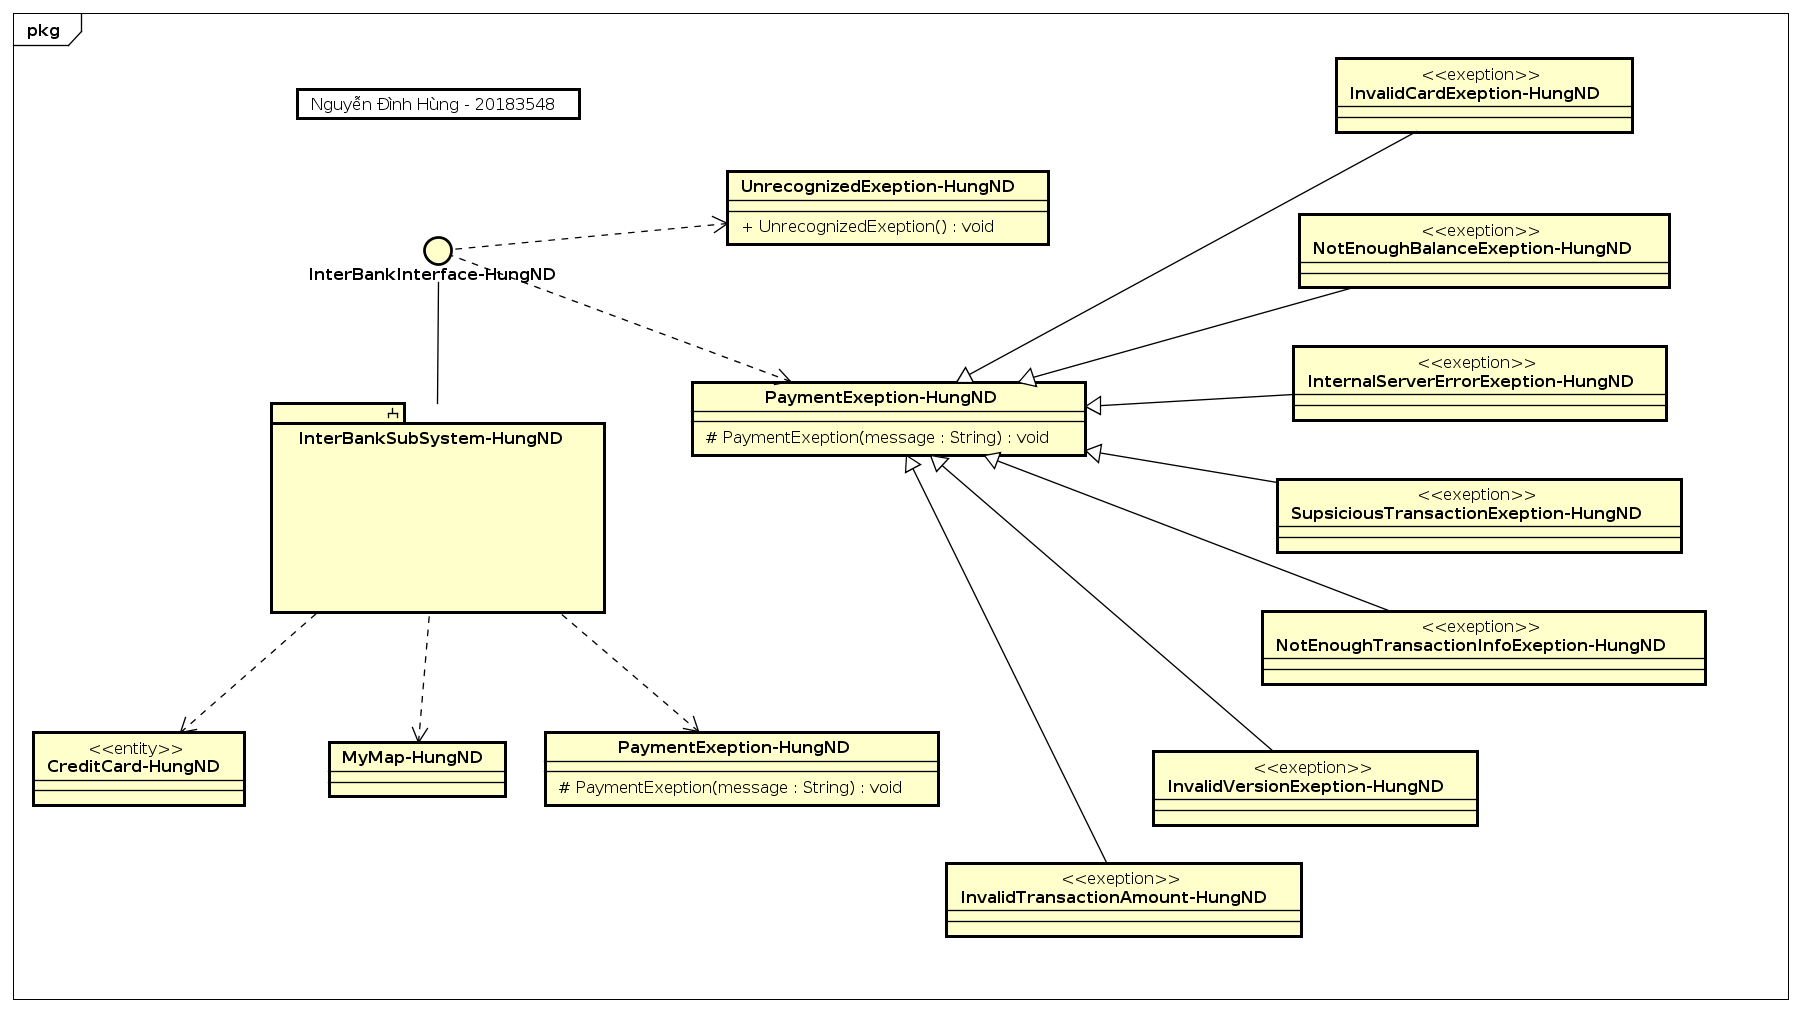 pkg
Nguyễn Đình Hùng - 20183548
<<exeption>>
InvalidCardExeption-HungND
UnrecognizedExeption-HungND
+ UnrecognizedExeption() : void
<<exeption>>
NotEnoughBalanceExeption-HungND
InterBankInterface-HungND
<<exeption>>
InternalServerErrorExeption-HungND
PaymentExeption-HungND
# PaymentExeption(message : String) : void
InterBankSubSystem-HungND
<<exeption>>
SupsiciousTransactionExeption-HungND
<<exeption>>
NotEnoughTransactionInfoExeption-HungND
<<entity>>
CreditCard-HungND
MyMap-HungND
PaymentExeption-HungND
# PaymentExeption(message : String) : void
<<exeption>>
InvalidVersionExeption-HungND
<<exeption>>
InvalidTransactionAmount-HungND